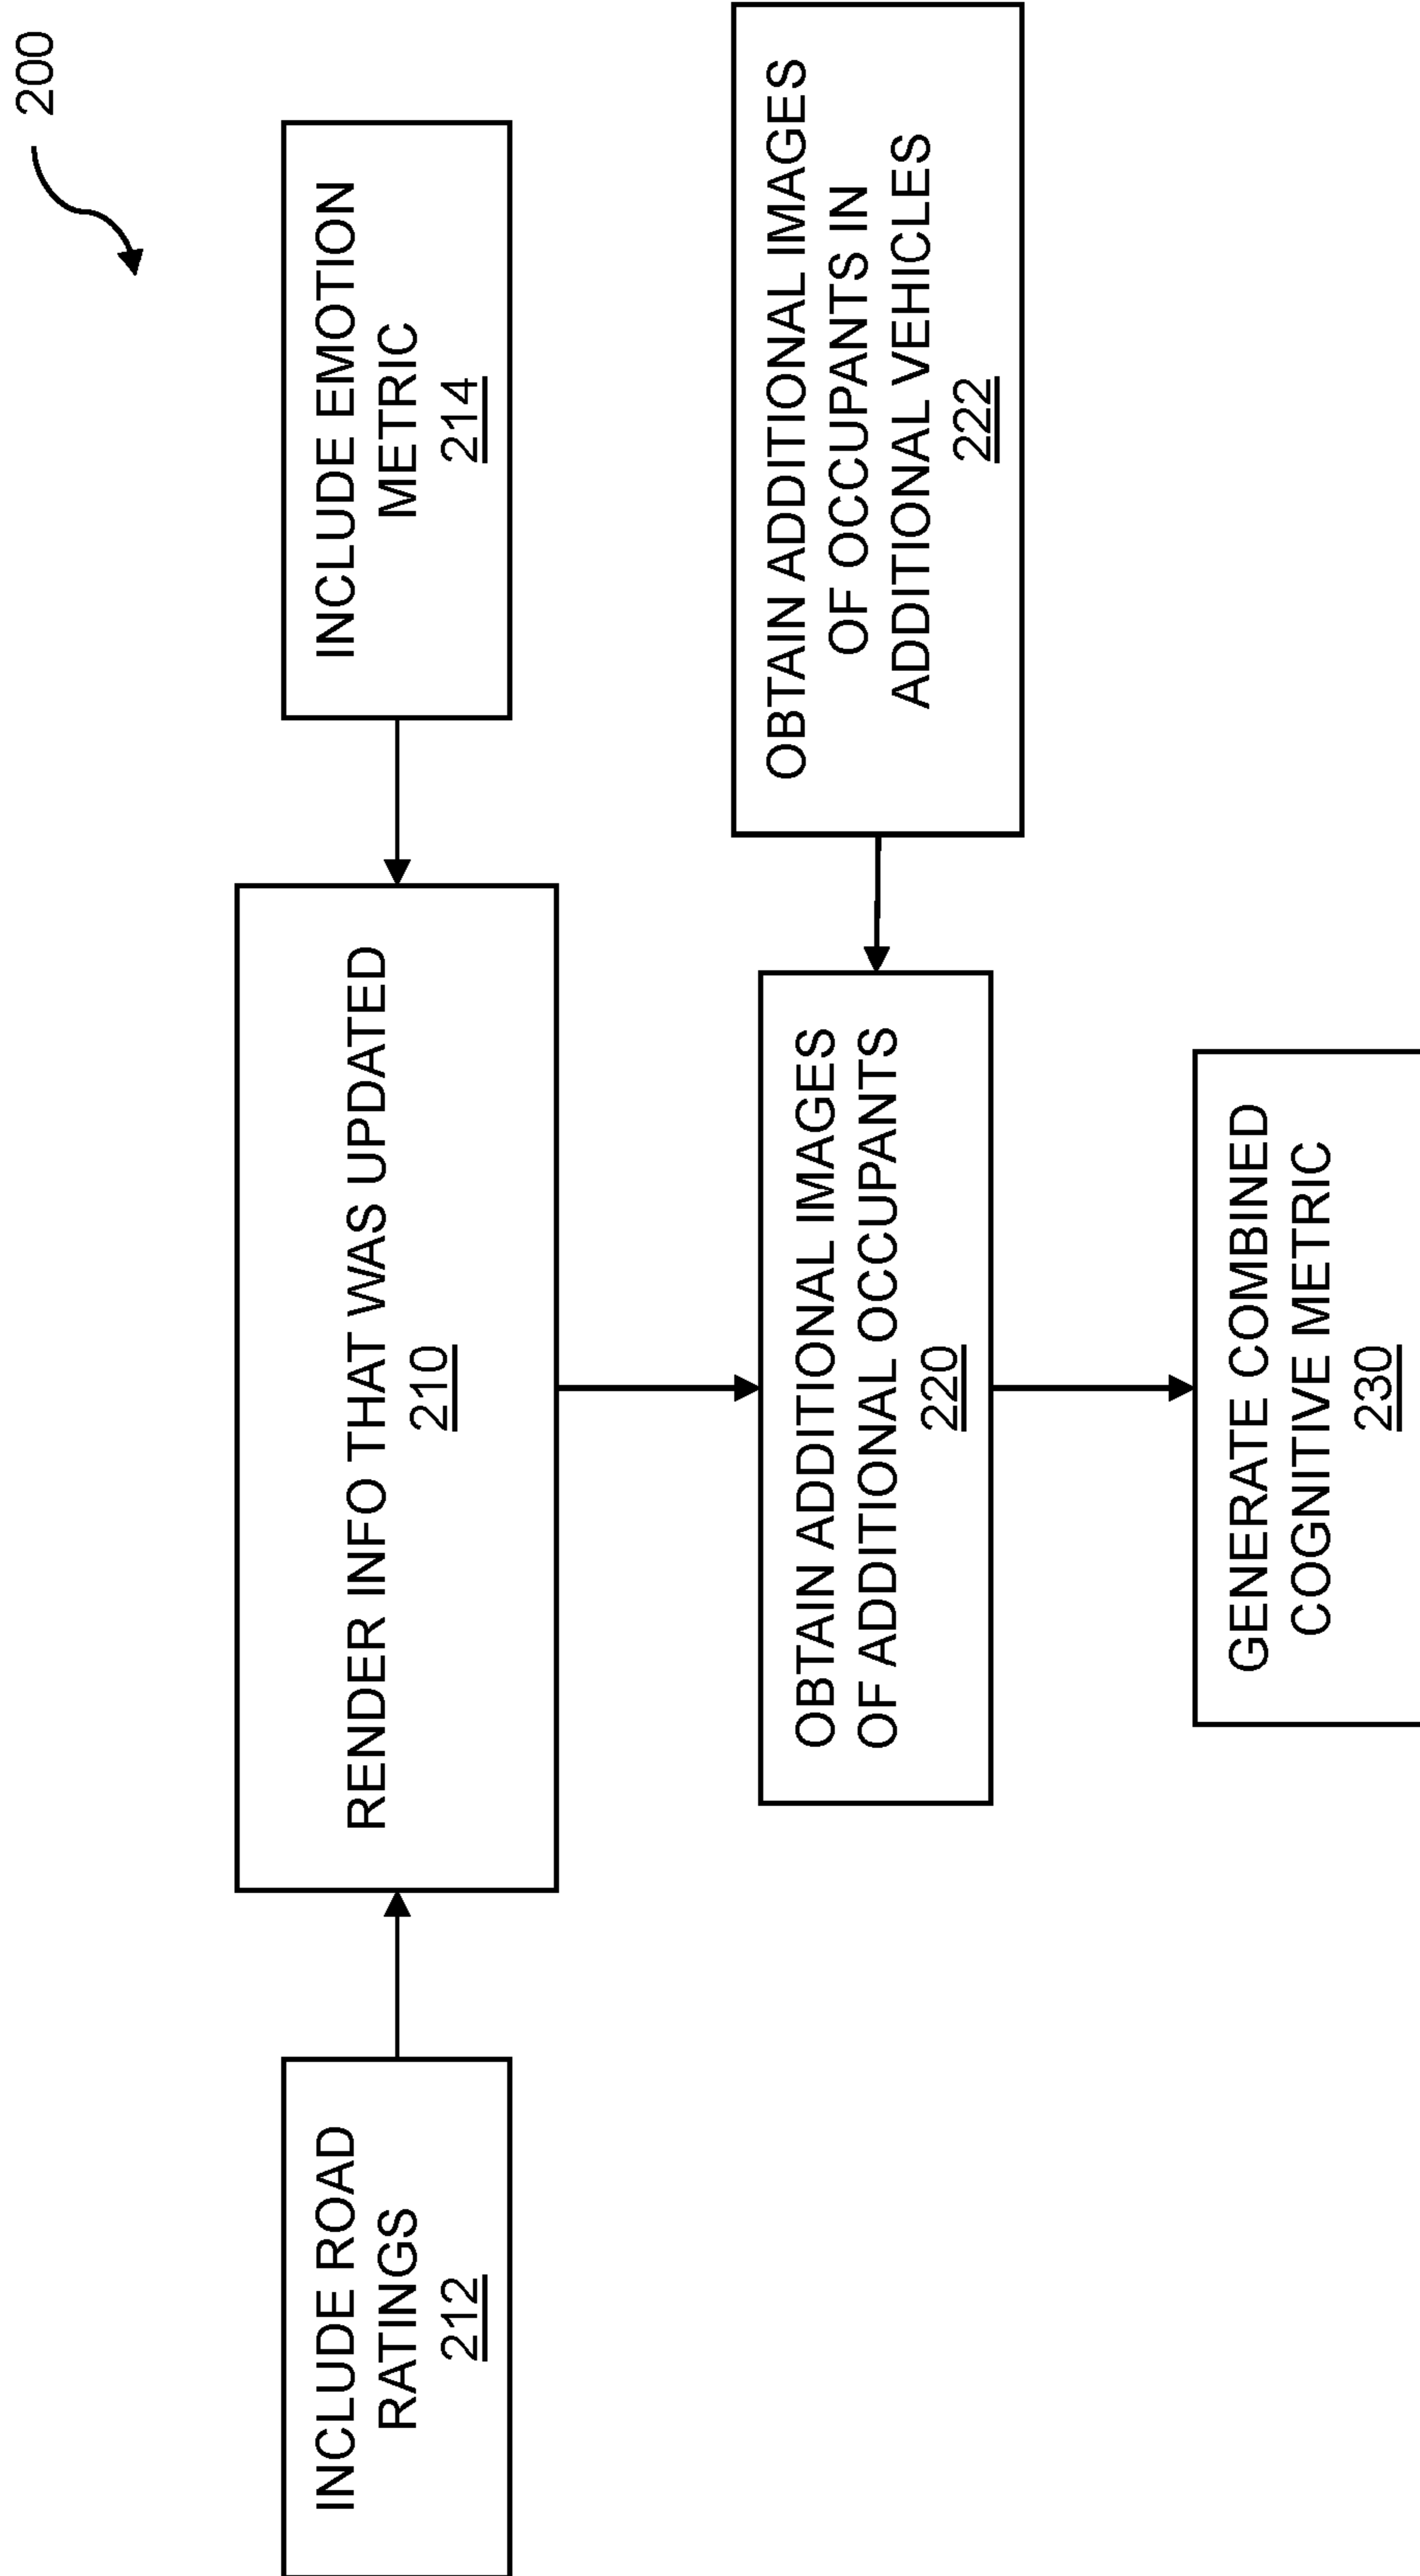 200
INCLUDE ROAD
RATINGS
212
RENDER INFO THAT WAS UPDATED
210
INCLUDE EMOTION
METRIC
214
OBTAIN ADDITIONAL IMAGES
OF ADDITIONAL OCCUPANTS
220
OBTAIN ADDITIONAL IMAGES
OF OCCUPANTS IN
ADDITIONAL VEHICLES
222
GENERATE COMBINED
COGNITIVE METRIC
230